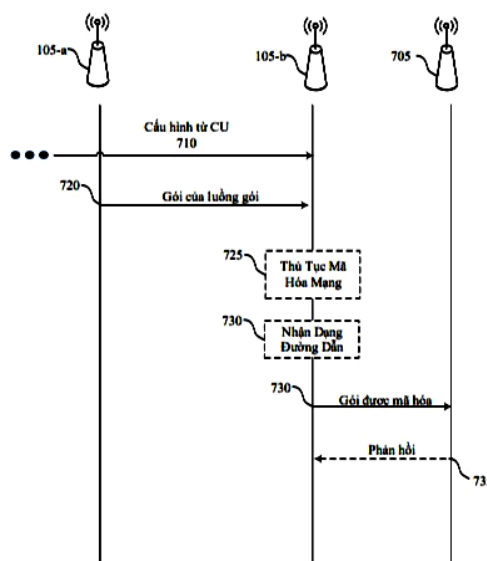 105-a
105-b
705
Cấu hình từ CU
710
720
Gói của luồng gói
725
Thủ Tục Mã
Hóa Mạng
730
Nhận Dạng
Đường Dẫn
730
Gói được mã hóa
Phản hồi
73